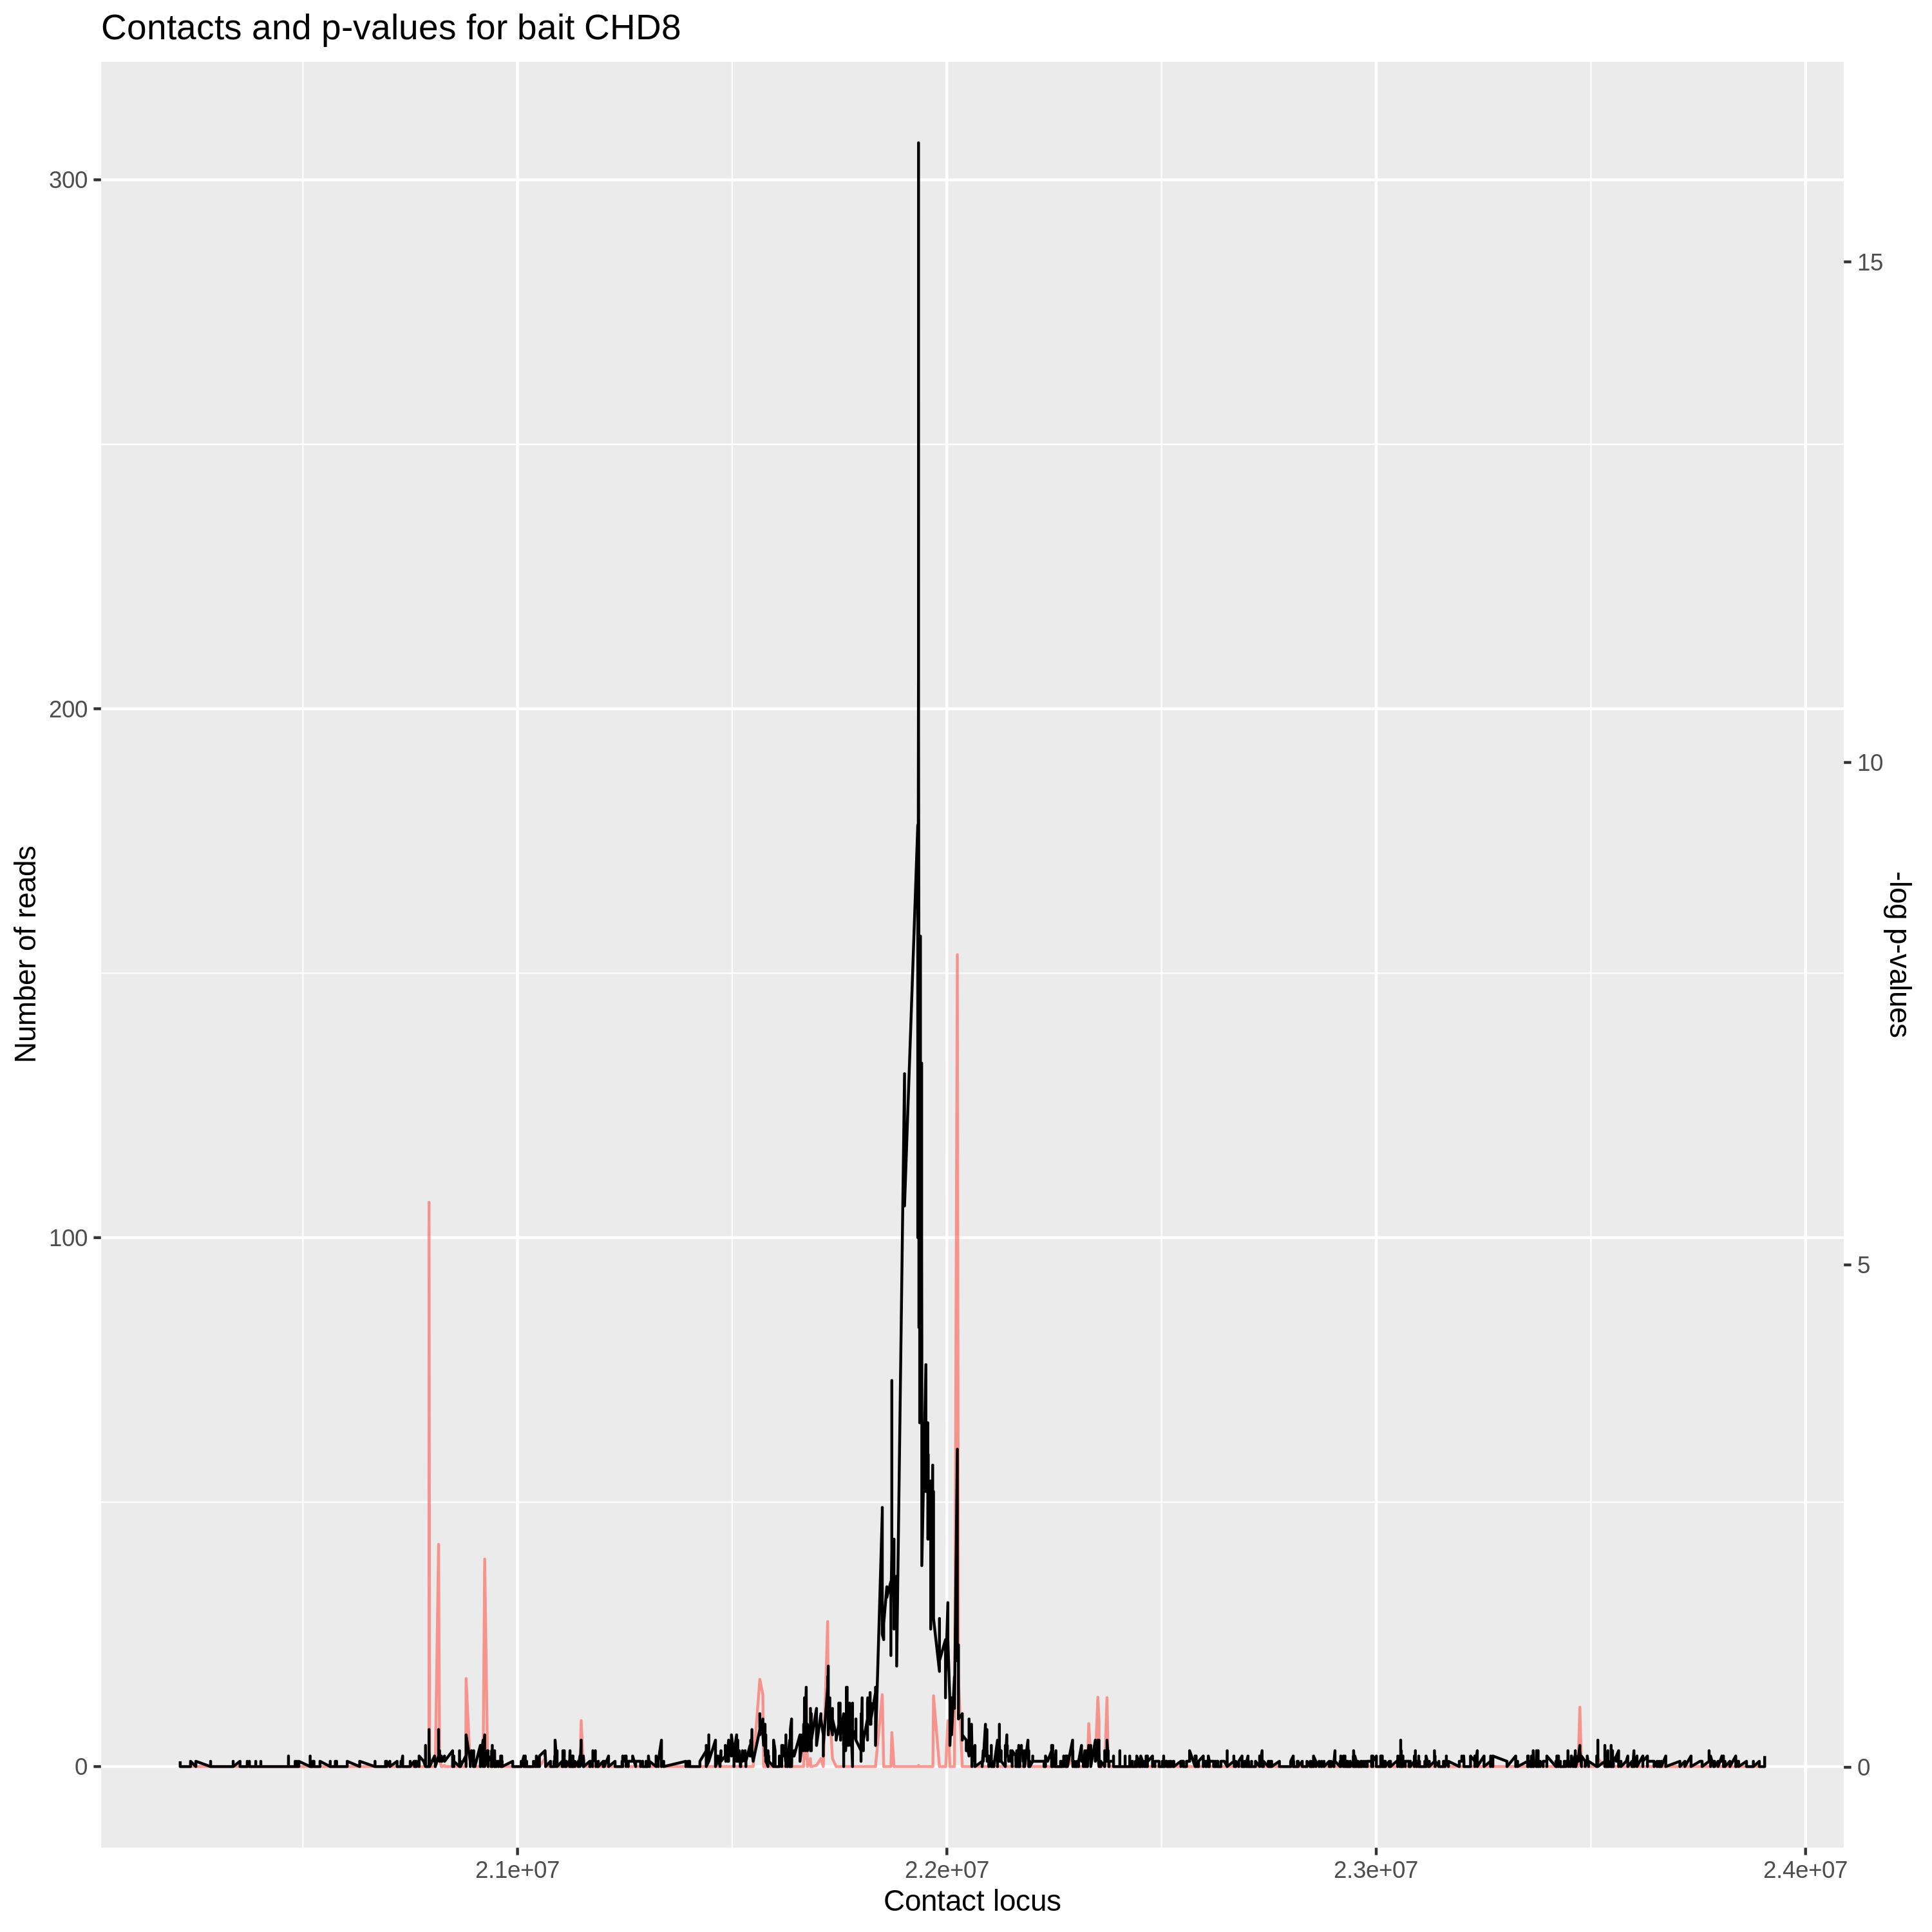 Contacts and p-values for bait CHD8
300
200
100
0
Number of reads
15
10
5
0
-log p-values
2.1e+07 2.2e+07 2.3e+07 2.4e+07
Contact locus